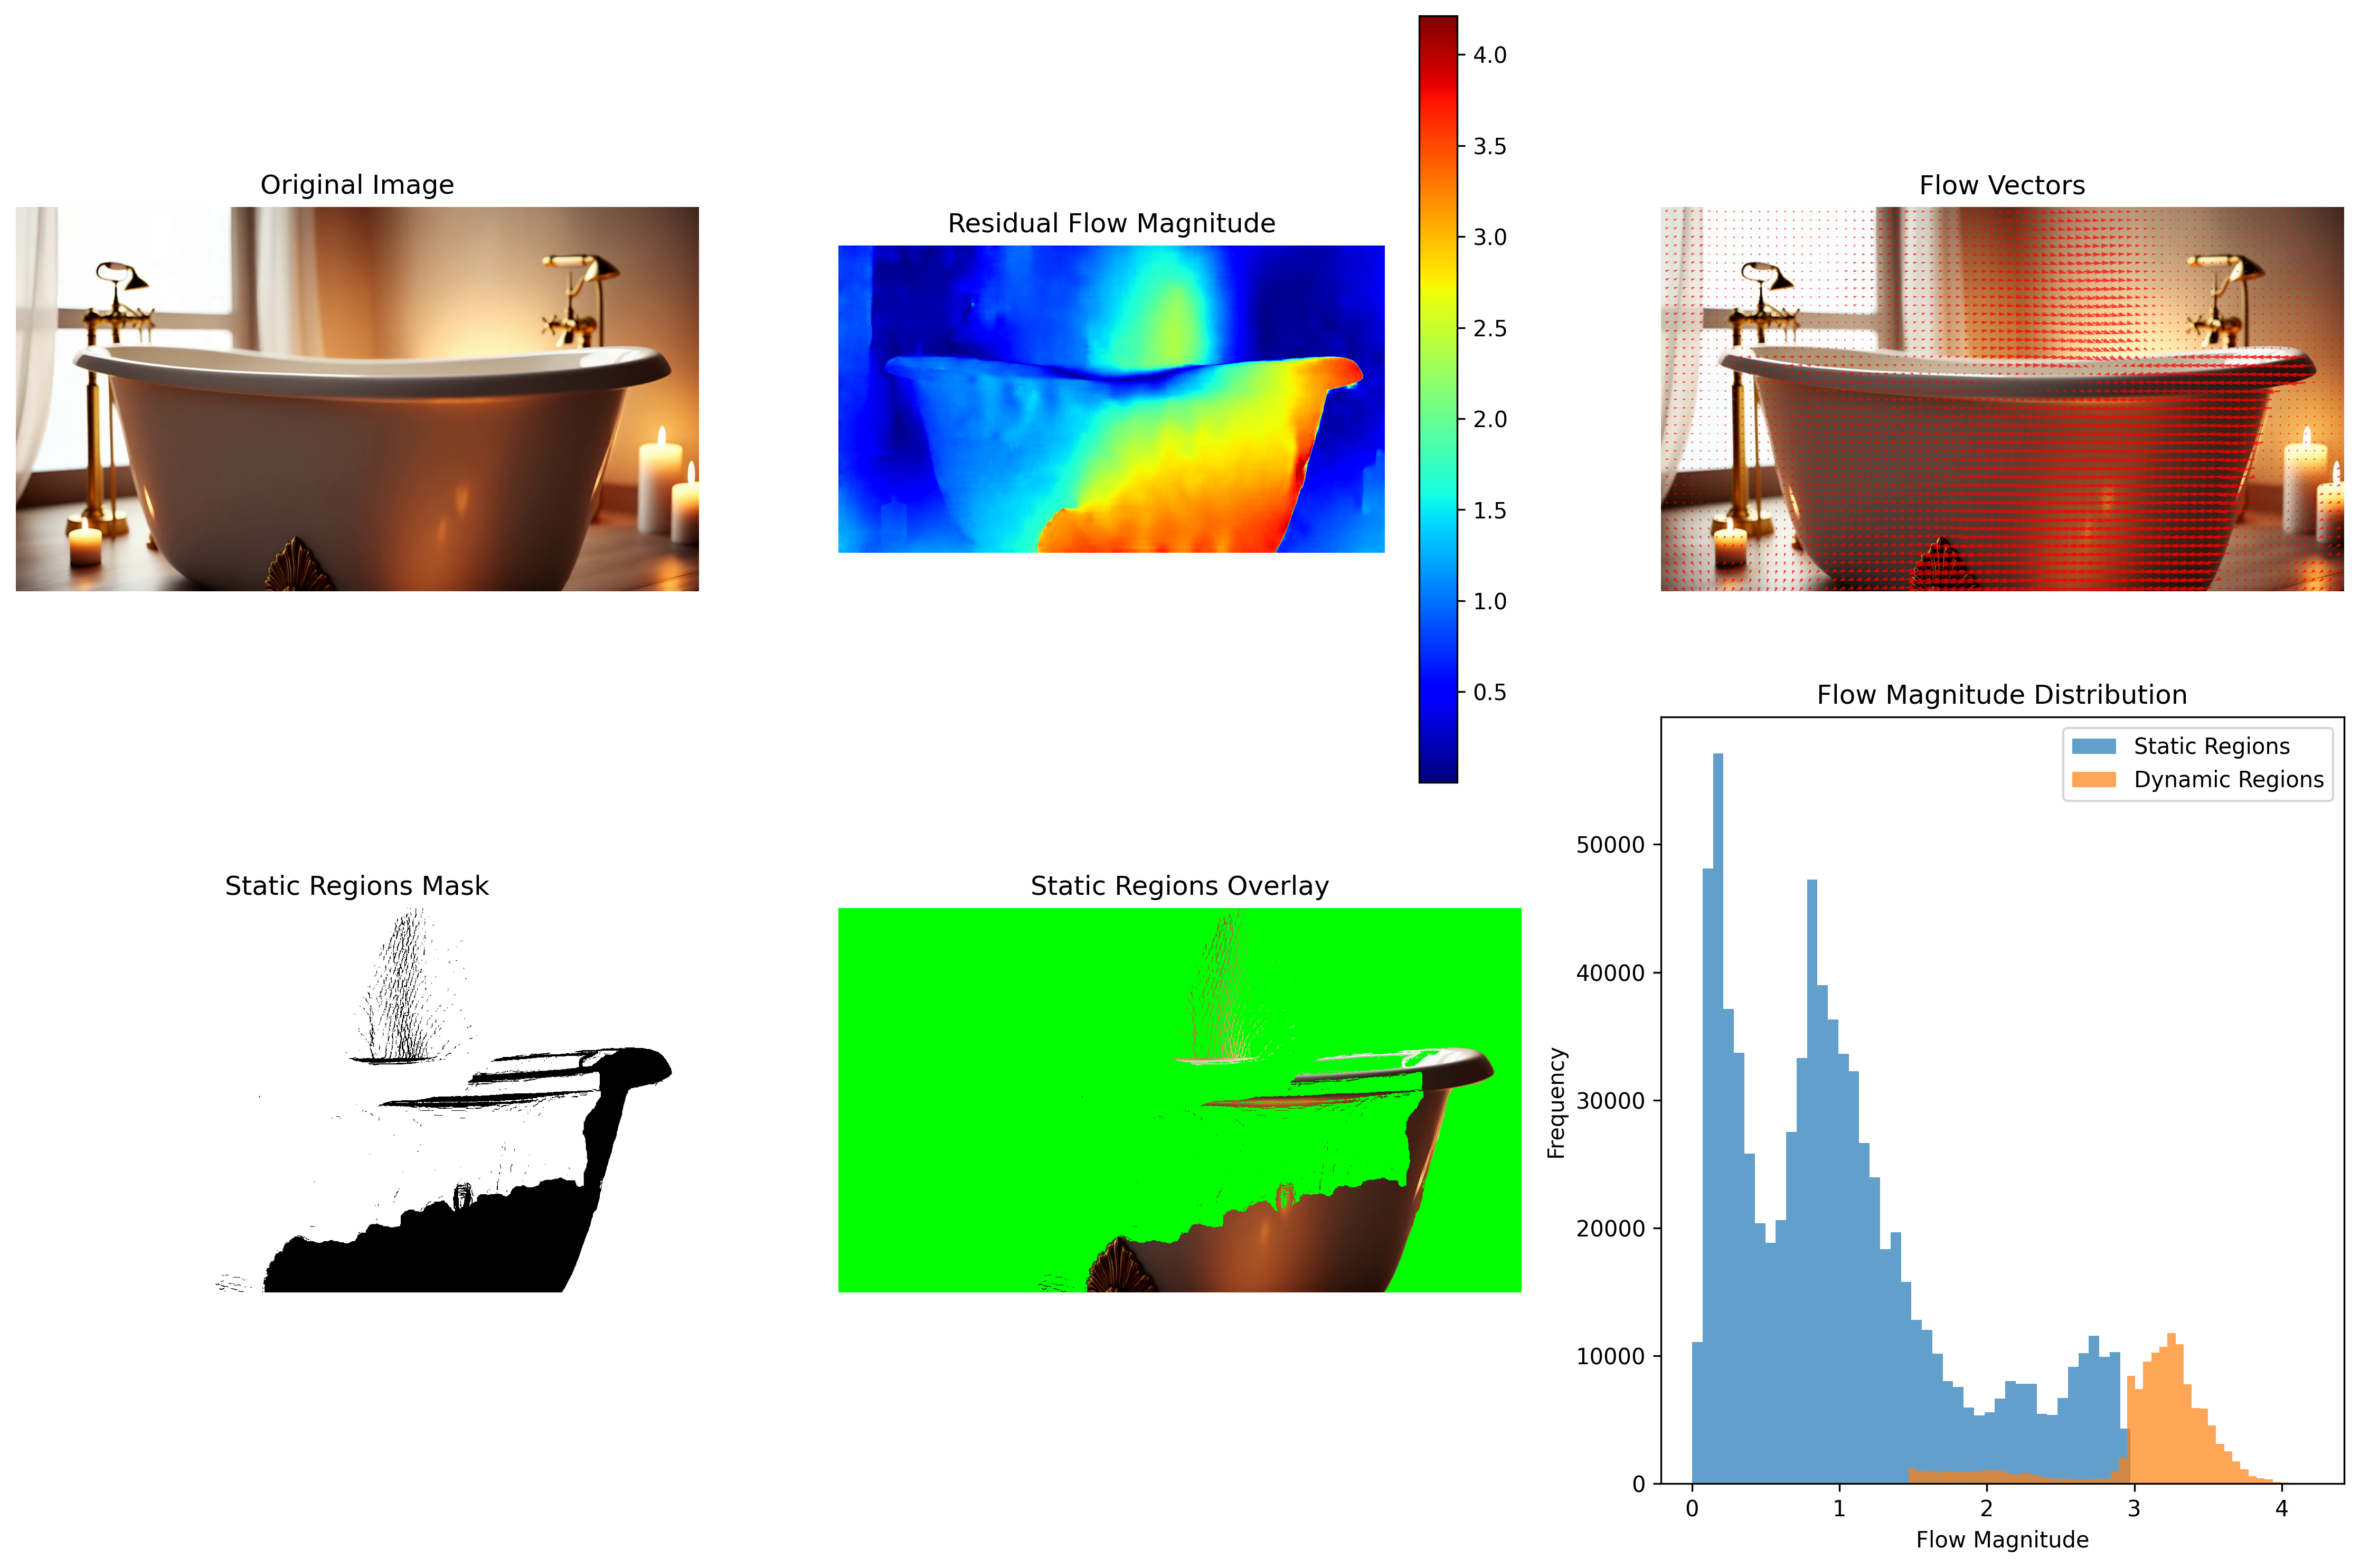 Original Image
Residual Flow Magnitude
4.0
3.5
3.0
2.5
2.0
1.5
1.0
0.5
Flow Vectors
Static Regions Mask
Static Regions Overlay
Flow Magnitude Distribution
Static Regions
Dynamic Regions
Frequency
50000
40000
30000
20000
10000
0
0 1 2 3 4
Flow Magnitude